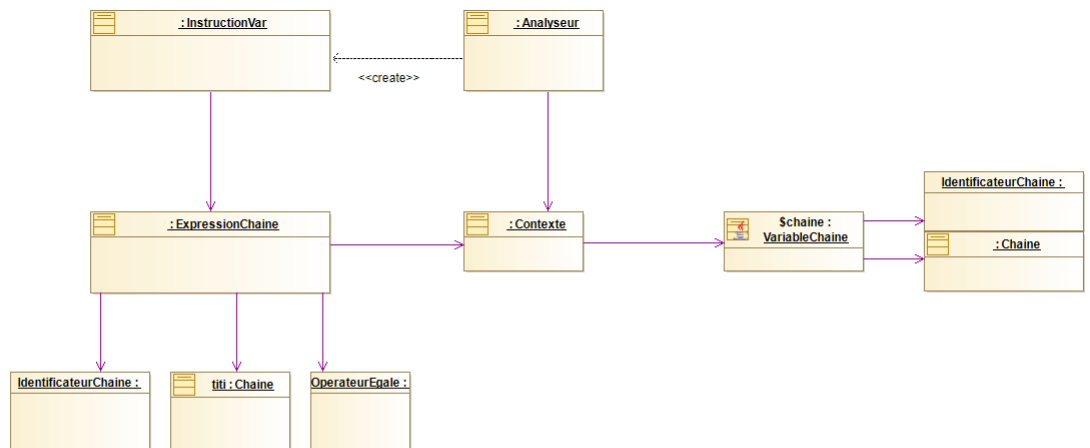 : InstructionVar
: Analyseur
<<create>>
IdentificateurChaine :
: ExpressionChaine
: Contexte
$chaine :
VariableChaine
: Chaine
IdentificateurChaine :
titi : Chaine
OperateurEgale :